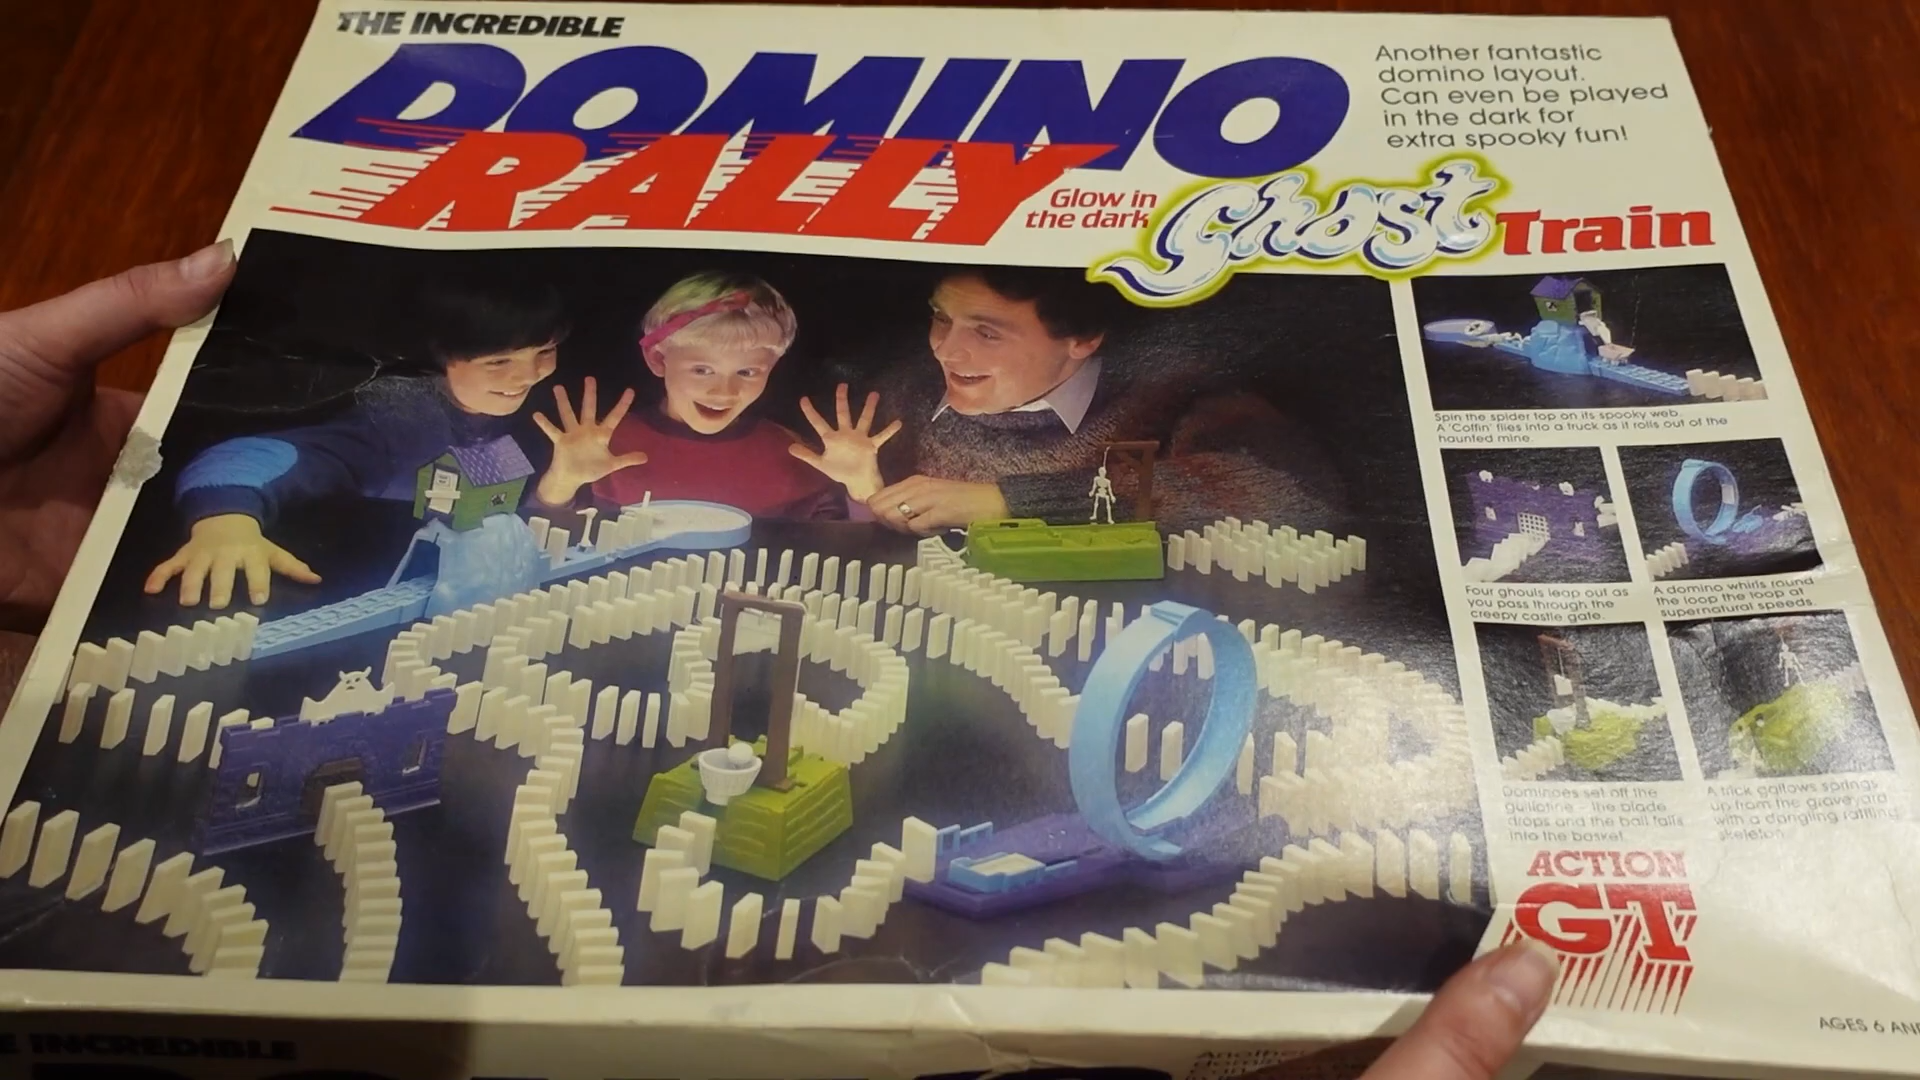 THE INCREDIBLE
DOMINO
RALLY
Glow in
the dark
Ghost Train
Another fantastic
domino layout.
Can even be played
in the dark for
extra spooky fun!
Spin the spider top on its spooky web.
A 'Coffin' flies into a truck as it rolls out of the
haunted mine.
Four ghouls leap out as
you pass through the
creepy castle gate.
A domino whirls round
the loop the loop at
supernatural speeds.
Dominoes set off the
guillotine - the blade
drops and the ball falls
into the basket.
A trick gallows springs
up from the graveyard
with a dangling rattling
skeleton.
ACTION
GT
AGES 6
INCREDIBLE